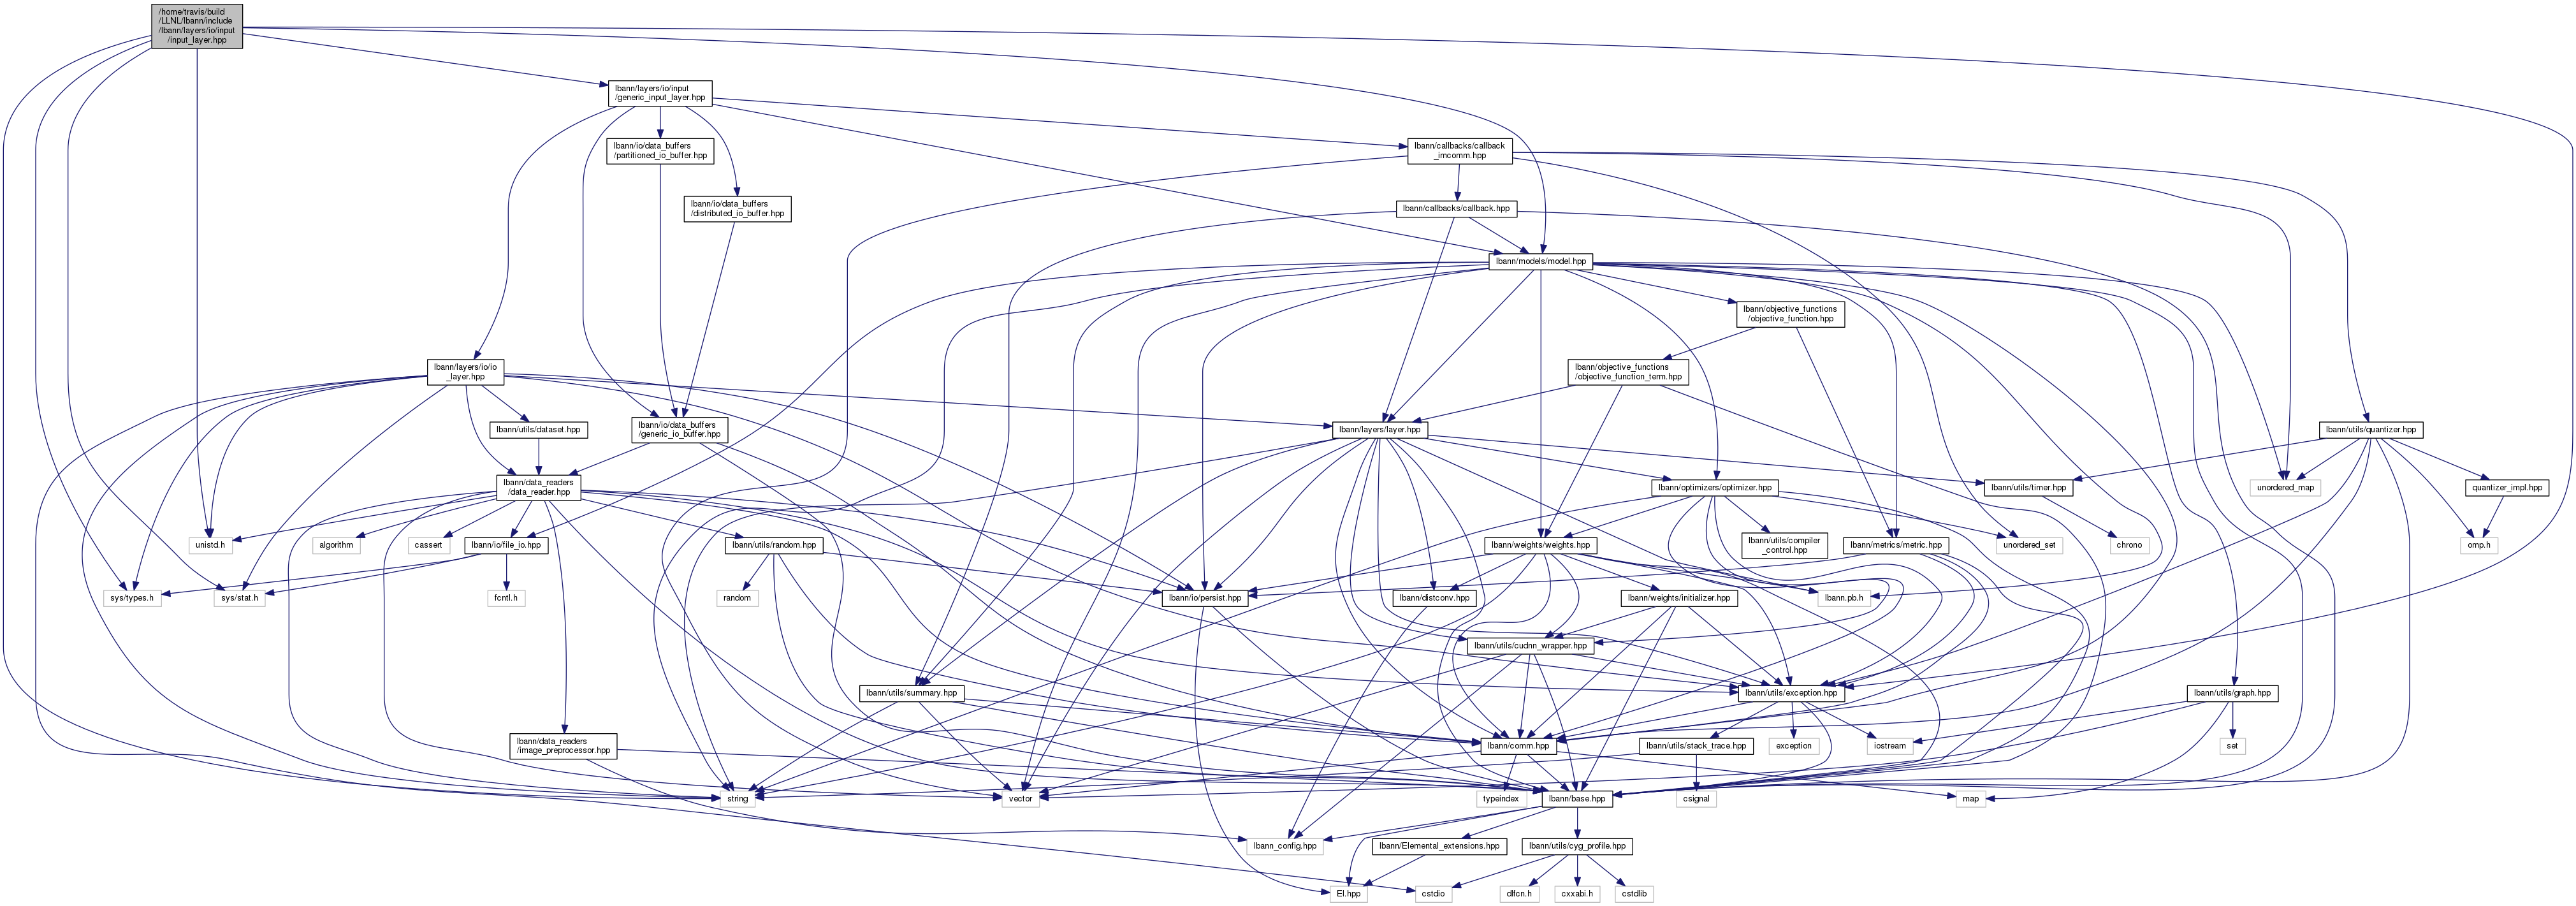 /home/travis/build
/LLNL/lbann/include
/lbann/layers/io/input
/input_layer.hpp
lbann/layers/io/input
/generic_input_layer.hpp
lbann/io/data_buffers
/partitioned_io_buffer.hpp
lbann/callbacks/callback
_imcomm.hpp
lbann/io/data_buffers
/distributed_io_buffer.hpp
lbann/callbacks/callback.hpp
lbann/models/model.hpp
lbann/objective_functions
/objective_function.hpp
lbann/layers/io/io
_layer.hpp
lbann/objective_functions
/objective_function_term.hpp
lbann/utils/dataset.hpp
lbann/io/data_buffers
/generic_io_buffer.hpp
lbann/layers/layer.hpp
lbann/utils/quantizer.hpp
lbann/data_readers
/data_reader.hpp
lbann/optimizers/optimizer.hpp
lbann/utils/timer.hpp
unordered_map
quantizer_impl.hpp
unistd.h
algorithm
cassert
lbann/io/file_io.hpp
lbann/utils/random.hpp
lbann/weights/weights.hpp
lbann/utils/compiler
_control.hpp
lbann/metrics/metric.hpp
unordered_set
chrono
omp.h
sys/types.h
sys/stat.h
fcntl.h
random
lbann/io/persist.hpp
lbann/distconv.hpp
lbann/weights/initializer.hpp
lbann.pb.h
lbann/utils/cudnn_wrapper.hpp
lbann/utils/summary.hpp
lbann/utils/exception.hpp
lbann/utils/graph.hpp
lbann/data_readers
/image_preprocessor.hpp
lbann/comm.hpp
lbann/utils/stack_trace.hpp
exception
iostream
set
string
vector
typeindex
lbann/base.hpp
csignal
map
lbann_config.hpp
lbann/Elemental_extensions.hpp
lbann/utils/cyg_profile.hpp
El.hpp
cstdio
dlfcn.h
cxxabi.h
cstdlib